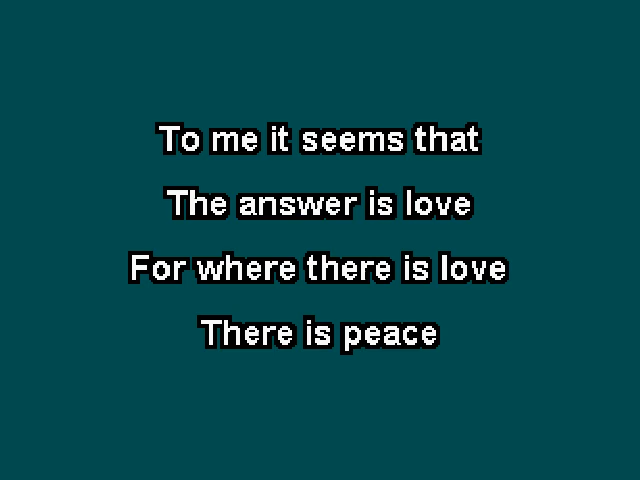 To me it seems that
The answer is love
For where there is love
There is peace